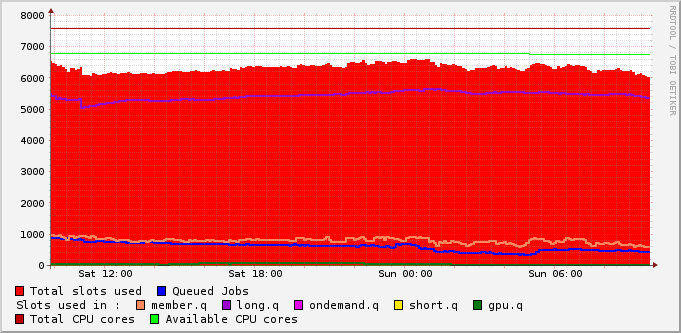 8000
7000
6000
5000
4000
3000
2000
1000
0
Sat 12:00 Sat 18:00 Sun 00:00 Sun 06:00
Total slots used Queued Jobs
Slots used in : member.q long.q ondemand.q short.q gpu.q
Total CPU cores Available CPU cores
RRDTOOL / TOBI OETIKER